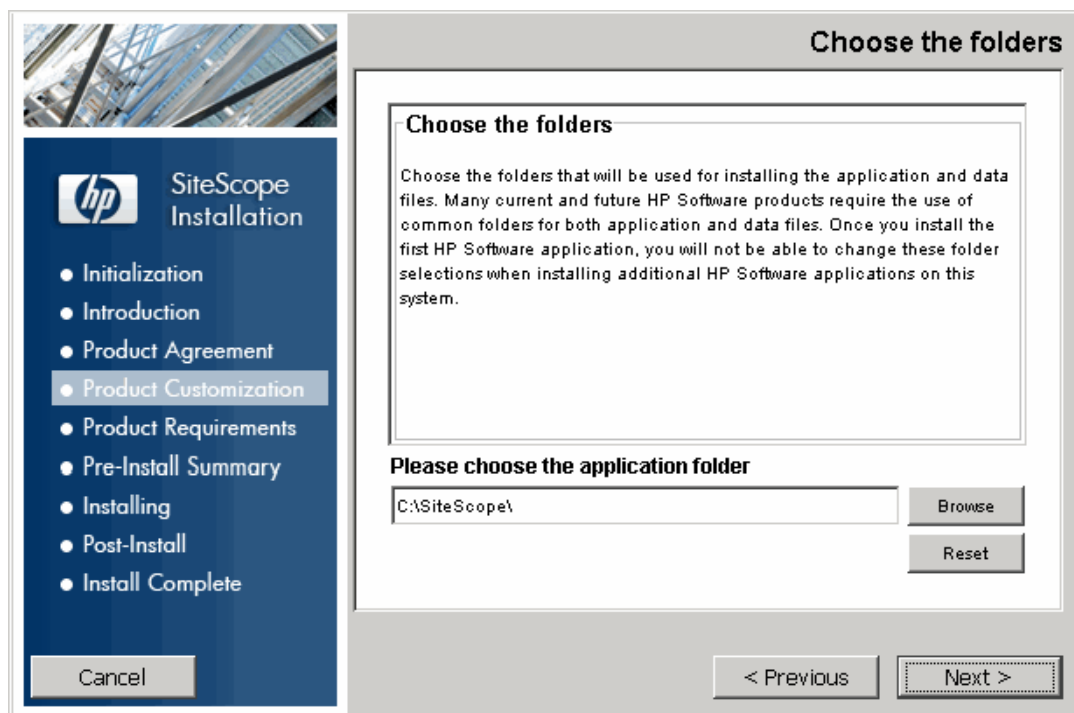 Choose the folders
hp
SiteScope
Installation
Initialization
Introduction
Product Agreement
Product Customization
Product Requirements
Pre-Install Summary
Installing
Post-Install
Install Complete
Cancel
Choose the folders
Choose the folders that will be used for installing the application and data
files. Many current and future HP Software products require the use of
common folders for both application and data files. Once you install the
first HP Software application, you will not be able to change these folder
selections when installing additional HP Software applications on this
system.
Please choose the application folder
C:\SiteScope\
Browse
Reset
< Previous
Next >